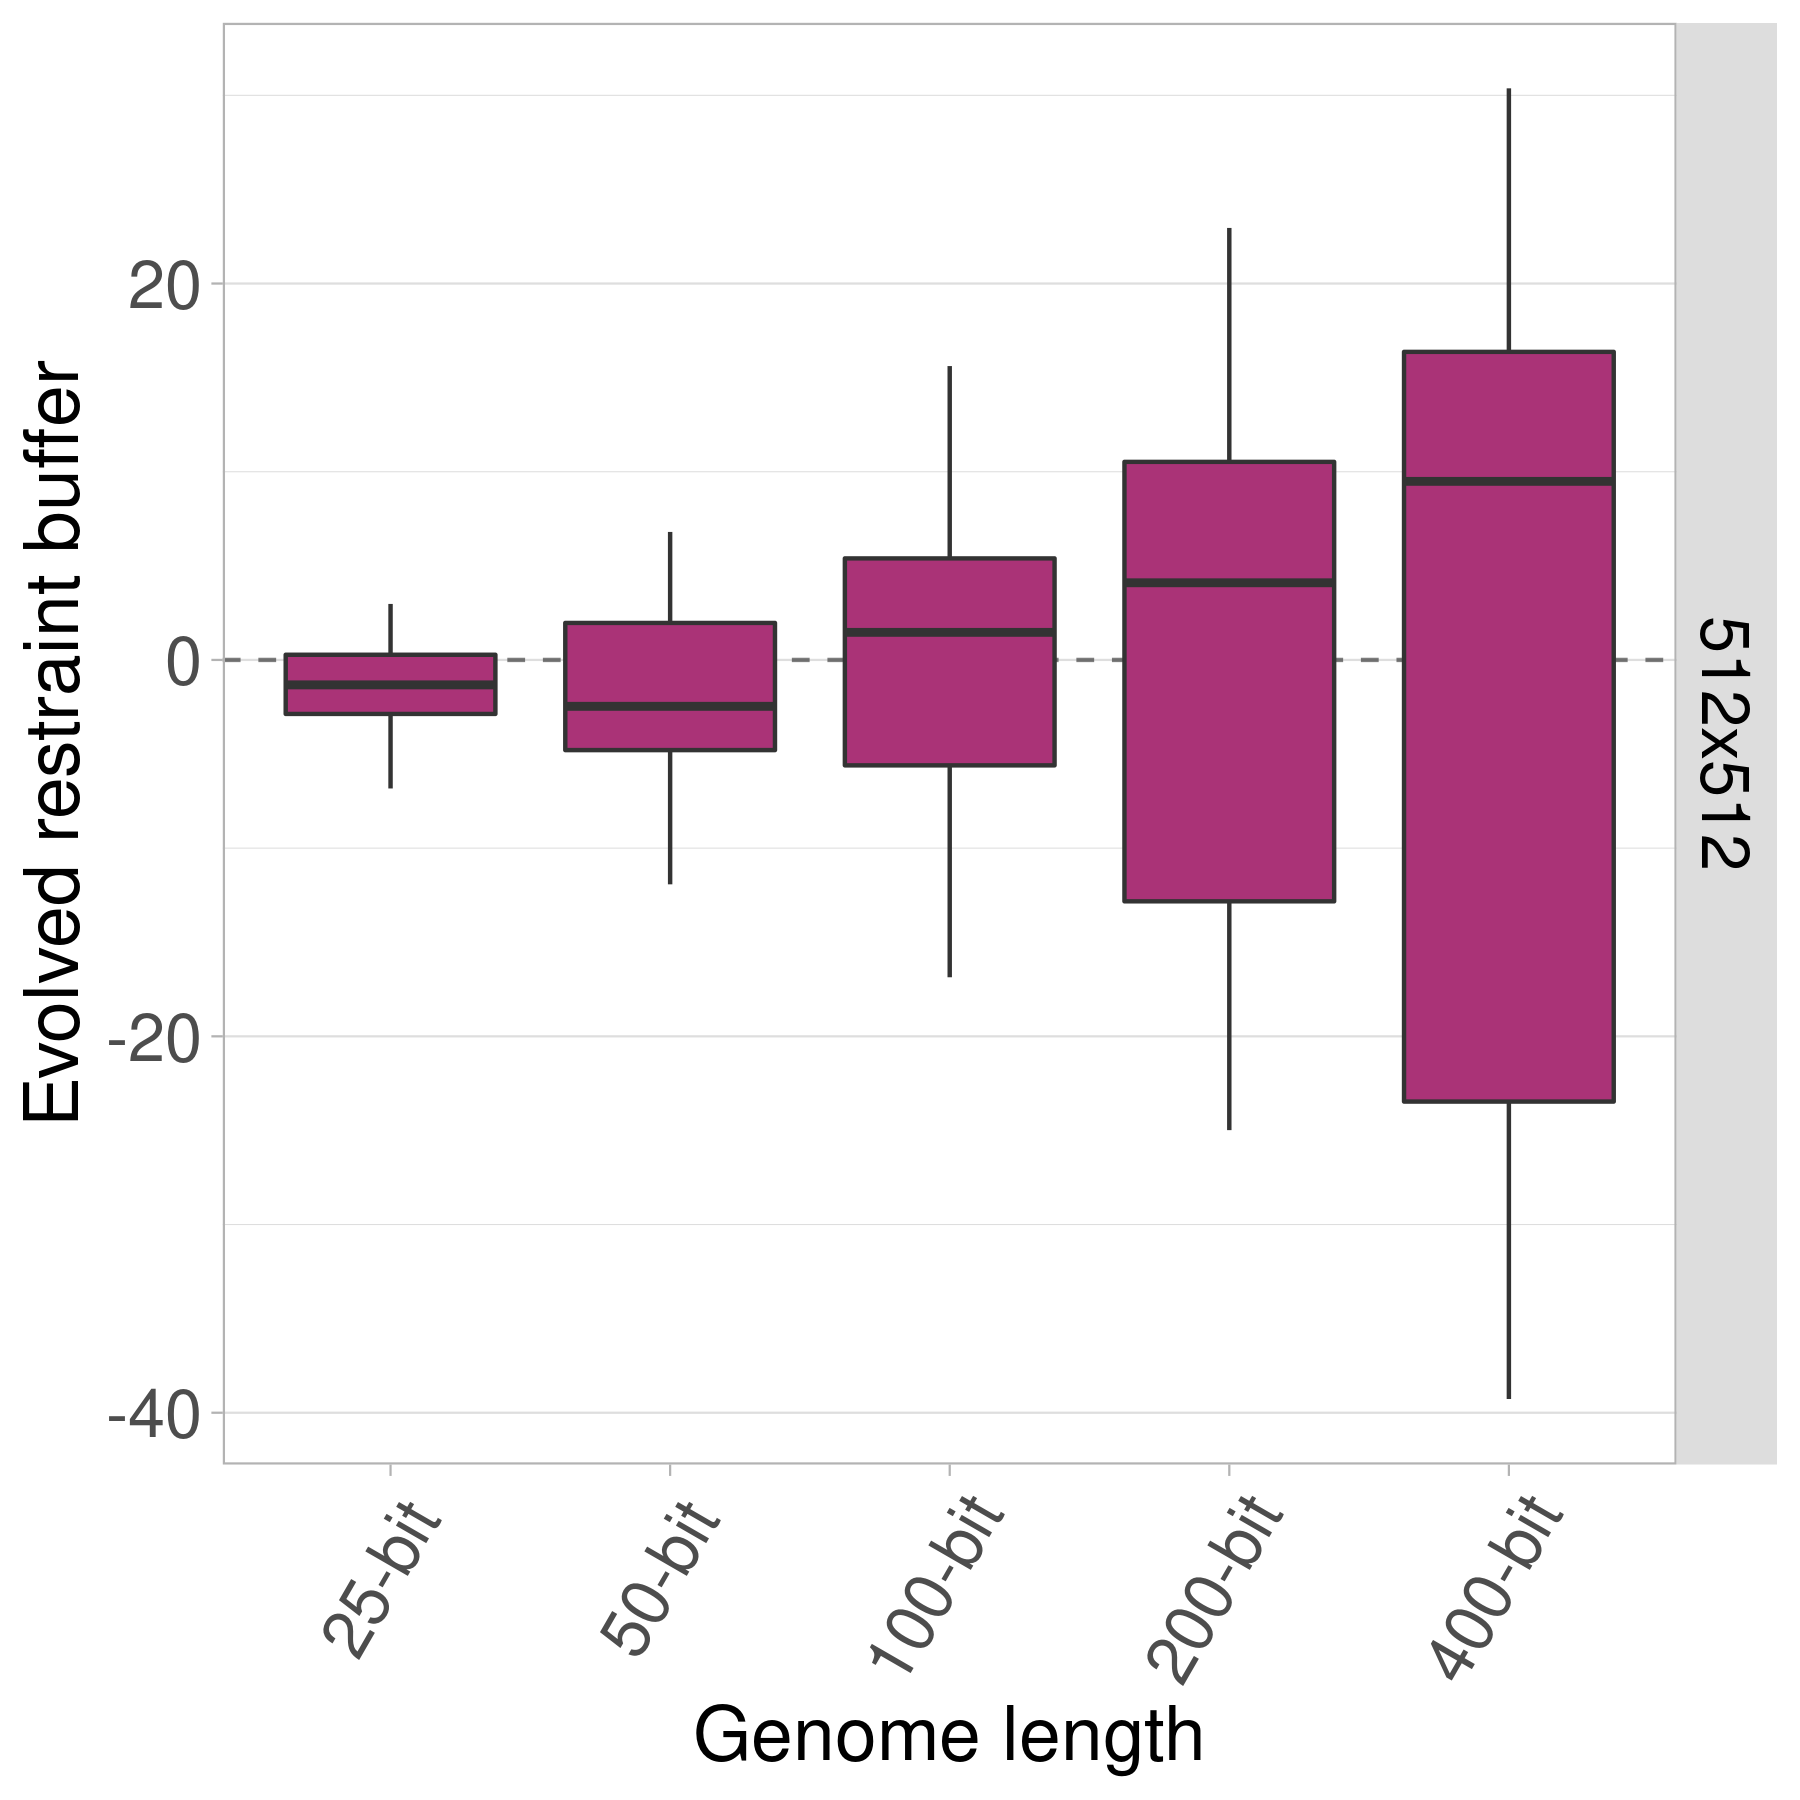 Evolved restraint buffer
20
0
-20
-40
25-bit
50-bit
100-bit
200-bit
400-bit
Genome length
512x512